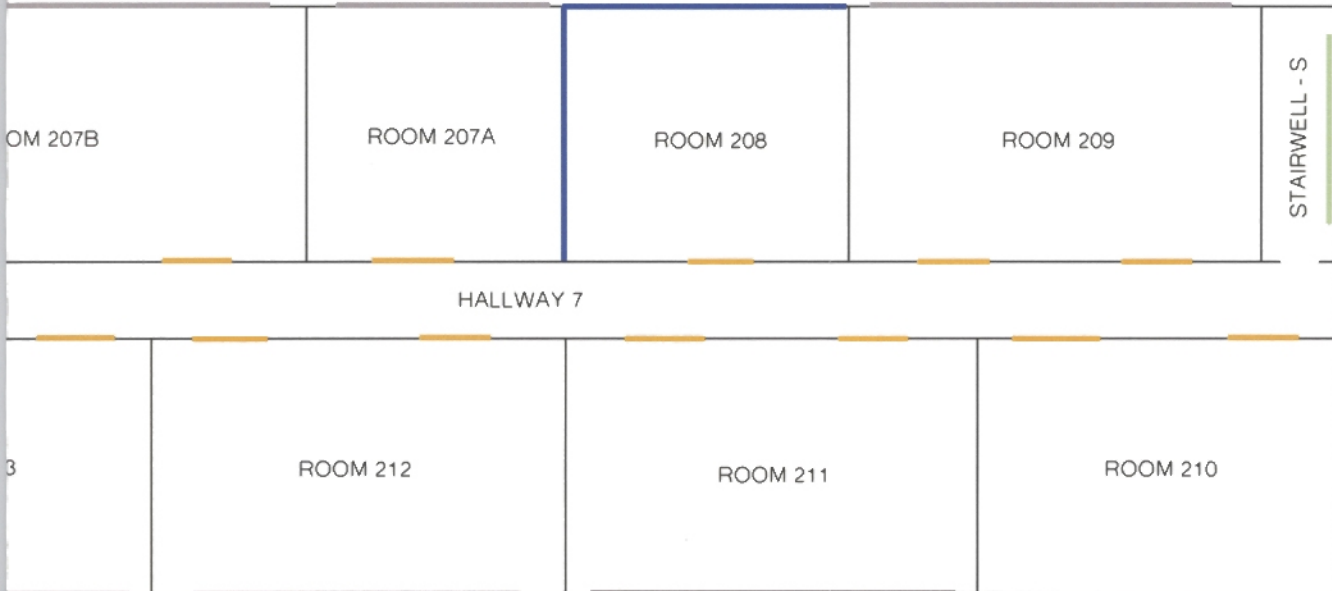 OM 207B
ROOM 207A
ROOM 208
ROOM 209
STAIRWELL - S
HALLWAY 7
3
ROOM 212
ROOM 211
ROOM 210